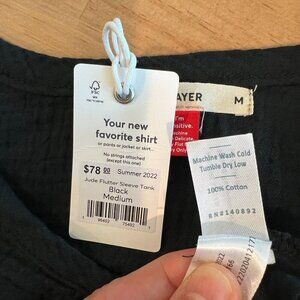 FSC
Your new
favorite shirt
or pants or jacket or skirt...
No strings attached
(except this one)
$78.00 Summer 2022
Jude Flutter Sleeve Tank
Black
Medium
AYER
M
I'm
Machine Wash Cold
Tumble Dry Low
100% Cotton
RN#140892